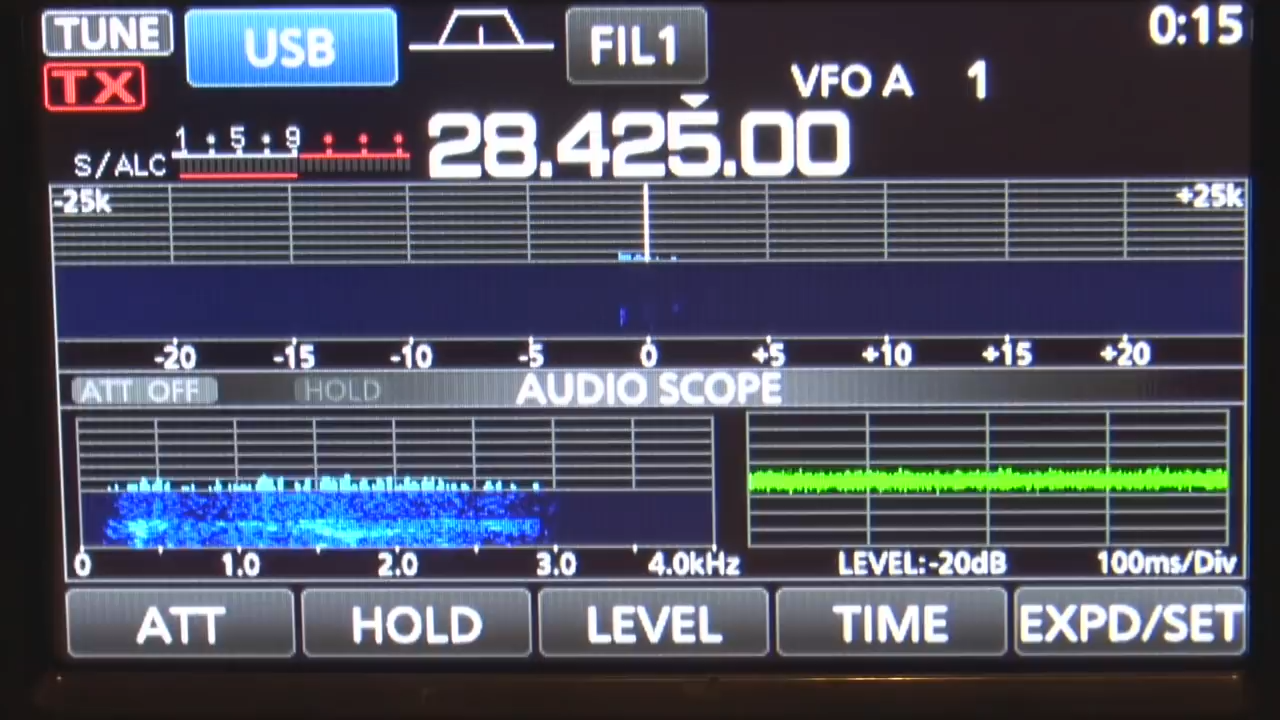 TUNE USB FIL1 0:15
TX VFO A 1
S/ALC 1 5 9 28.425.00
-25k +25k
-20 -15 -10 -5 0 +5 +10 +15 +20
ATT OFF HOLD AUDIO SCOPE
0 1.0 2.0 3.0 4.0kHz LEVEL:-20dB 100ms/Div
ATT HOLD LEVEL TIME EXPD/SET